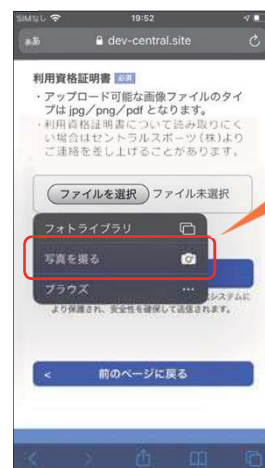 SIMなし
19:52
ぁあ
dev-central.site
利用資格証明書 必須
・アップロード可能な画像ファイルのタイ
プは jpg／png／pdf となります。
・利用資格証明書について読み取りにく
い場合はセントラルスポーツ(株)より
ご連絡を差し上げることがあります。
ファイルを選択 ファイル未選択
フォトライブラリ
写真を撮る
ブラウズ
システムに
より保護され、安全性を確保して送信されます。
< 前のページに戻る